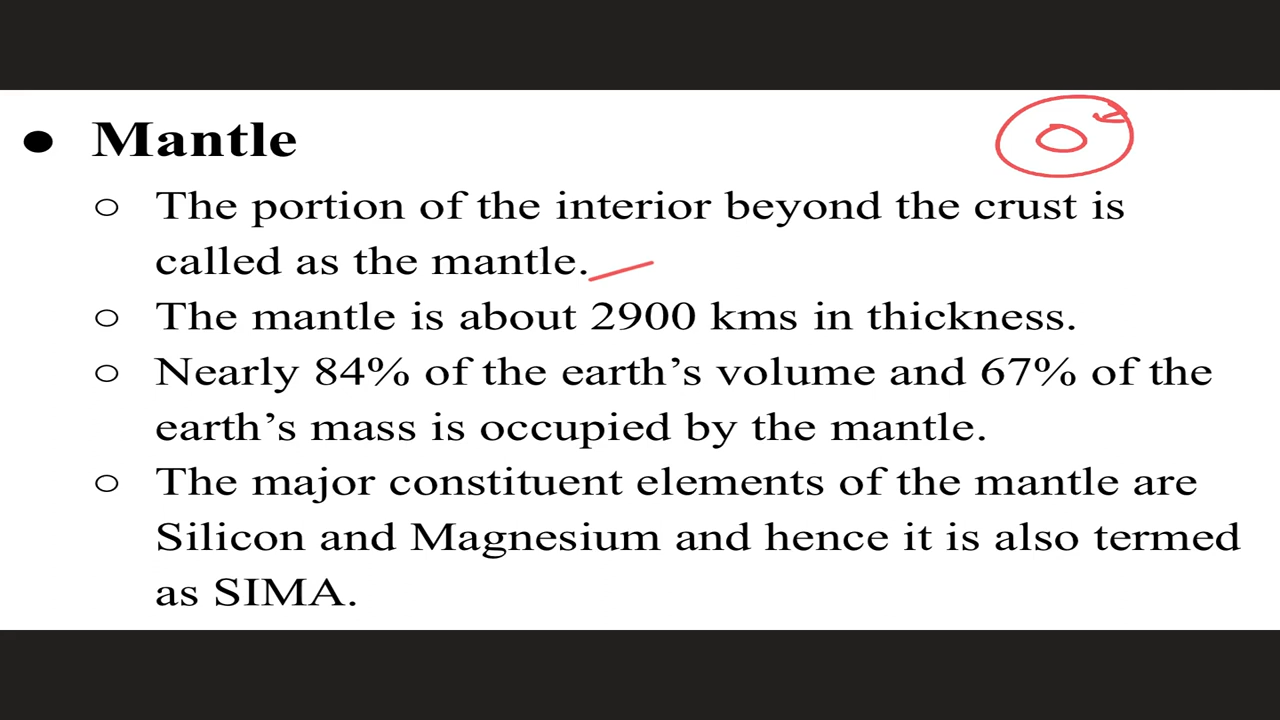 ● Mantle
○ The portion of the interior beyond the crust is
called as the mantle.
○ The mantle is about 2900 kms in thickness.
○ Nearly 84% of the earth’s volume and 67% of the
earth’s mass is occupied by the mantle.
○ The major constituent elements of the mantle are
Silicon and Magnesium and hence it is also termed
as SIMA.